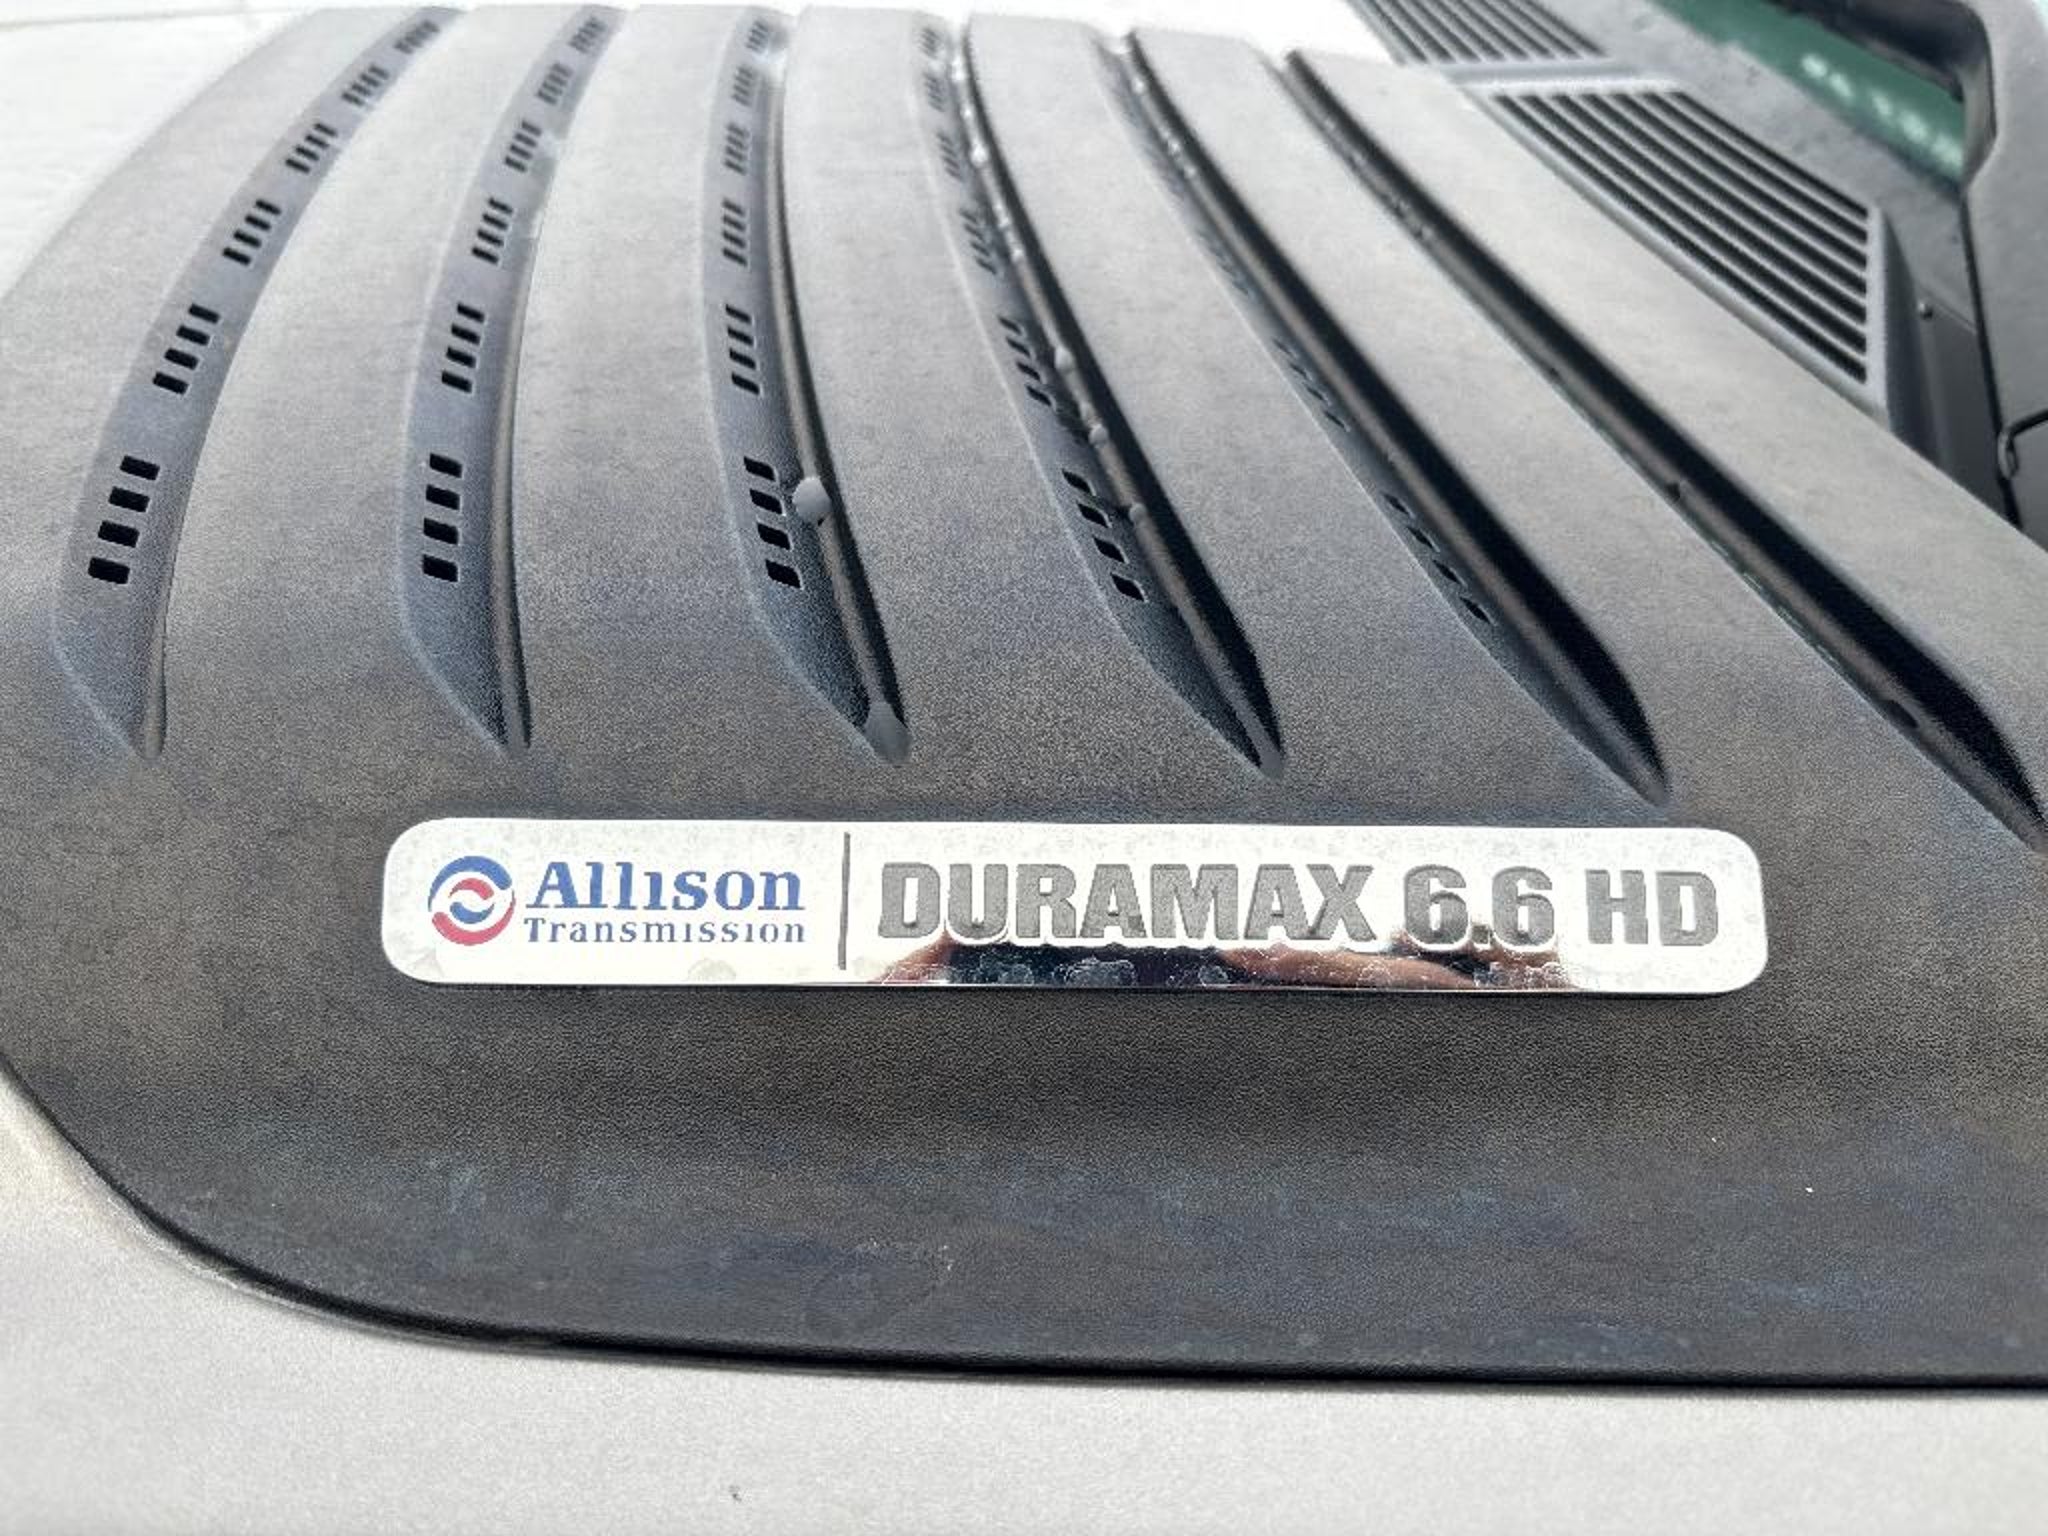 Allison
Transmission
DURAMAX 6.6 HD